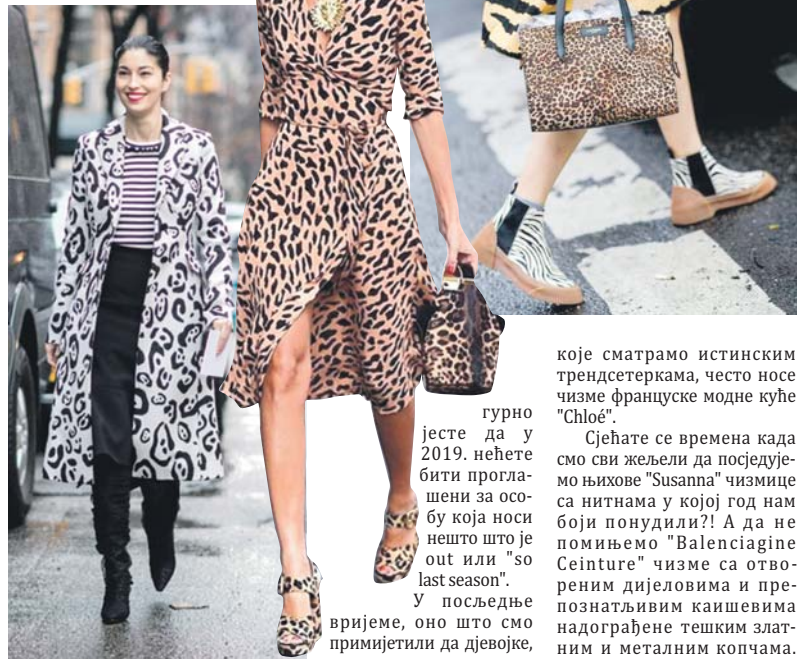 гурно
јесте да у
2019. нећете
бити прогла-
шени за осо-
бу која носи
нешто што је
out или "so
last season".
У посљедње
вријеме, оно што смо
примијетили да дјевојке,
које сматрамо истинским
трендсетеркама, често носе
чизме француске модне куће
"Chloé".
Сјећате се времена када
смо сви жељели да посједује-
мо њихове "Susanna" чизмице
са нитнама у којој год нам
боји понудили?! А да не
помињемо "Balenciagine
Ceinture" чизме са отво-
реним дијеловима и пре-
познатљивим каишевима
надограђене тешким злат-
ним и металним копчама.